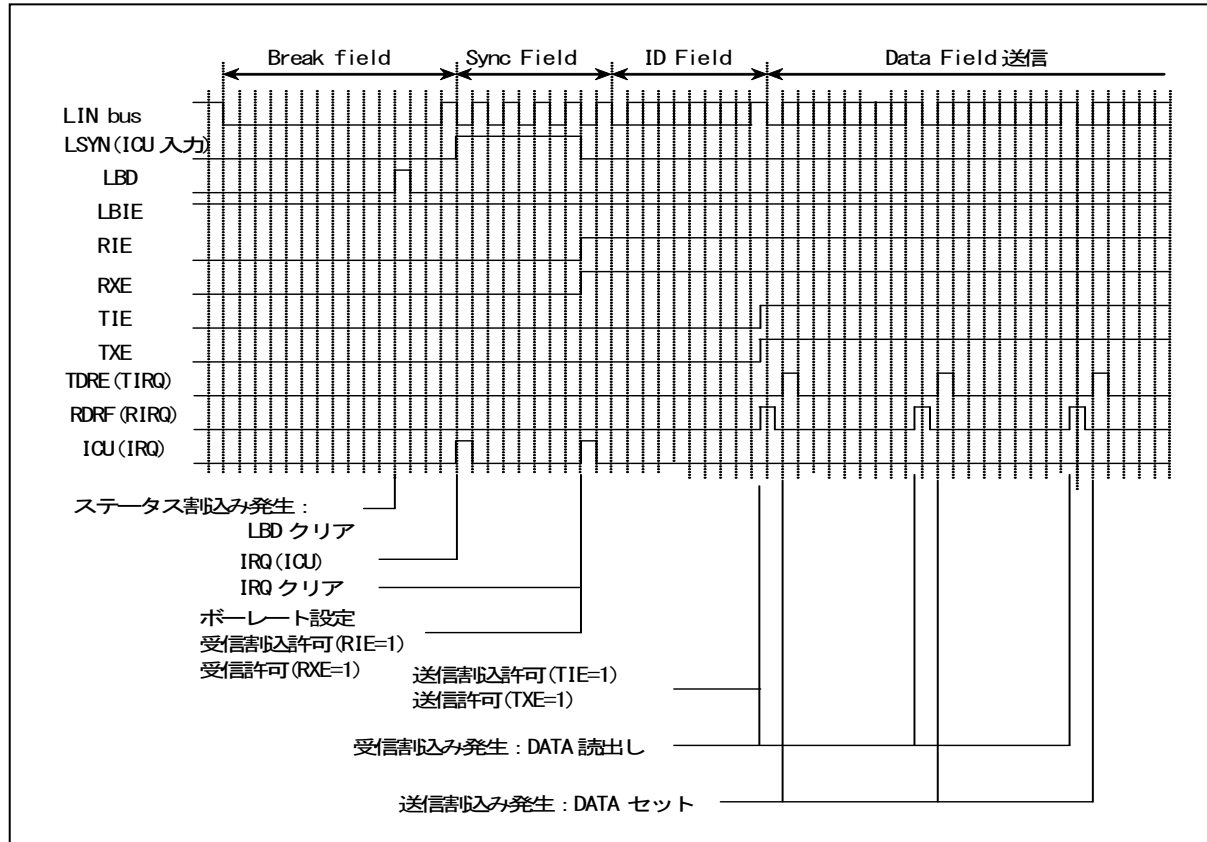 Break field
Sync Field
ID Field
Data Field 送信
LIN bus
LSYN(ICU 入力)
LBD
LBIE
RIE
RXE
TIE
TXE
TDRE(TIRQ)
RDRF(RIRQ)
ICU(IRQ)
ステータス割込み発生:
LBD クリア
IRQ(ICU)
IRQ クリア
ボーレート設定
受信割込許可(RIE=1)
受信許可(RXE=1)
送信割込許可(TIE=1)
送信許可(TXE=1)
受信割込み発生:DATA 読出し
送信割込み発生:DATA セット